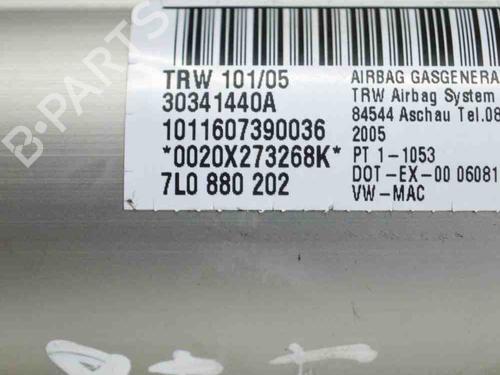 TRW 101/05
30341440A
1011607390036
*0020X273268K*
7L0 880 202
AIRBAG GASGENERA
TRW Airbag System
84544 Aschau Tel.08
2005
PT 1-1053
DOT-EX-00 06081
VW-MAC
B-PARTS